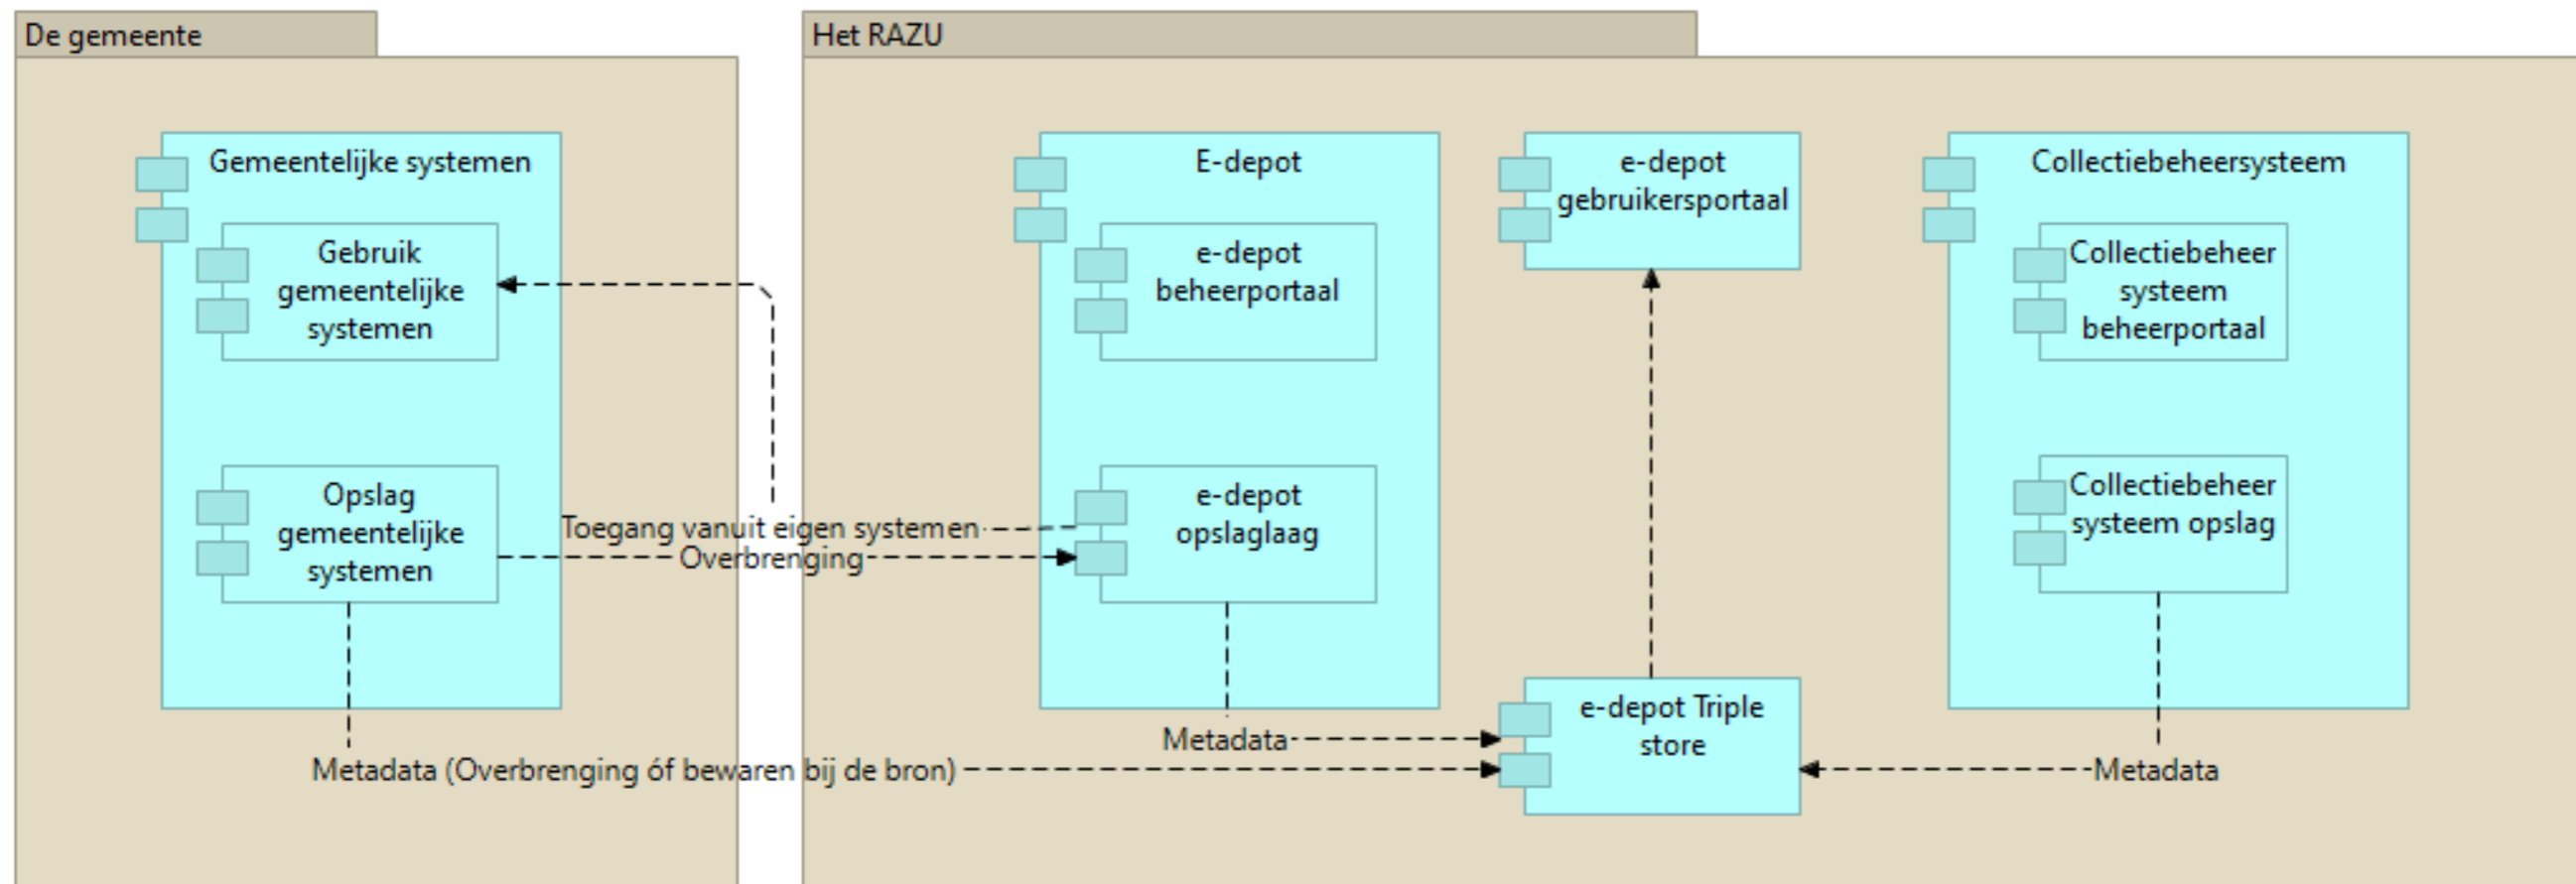 De gemeente
Het RAZU
Gemeentelijke systemen
Gebruik
gemeentelijke
systemen
Opslag
gemeentelijke
systemen
Toegang vanuit eigen systemen
Overbrenging
Metadata (Overbrenging óf bewaren bij de bron)
E-depot
e-depot
beheerportaal
e-depot
opslaglaag
Metadata
e-depot
gebruikersportaal
e-depot Triple
store
Collectiebeheersysteem
Collectiebeheer
systeem
beheerportaal
Collectiebeheer
systeem opslag
Metadata